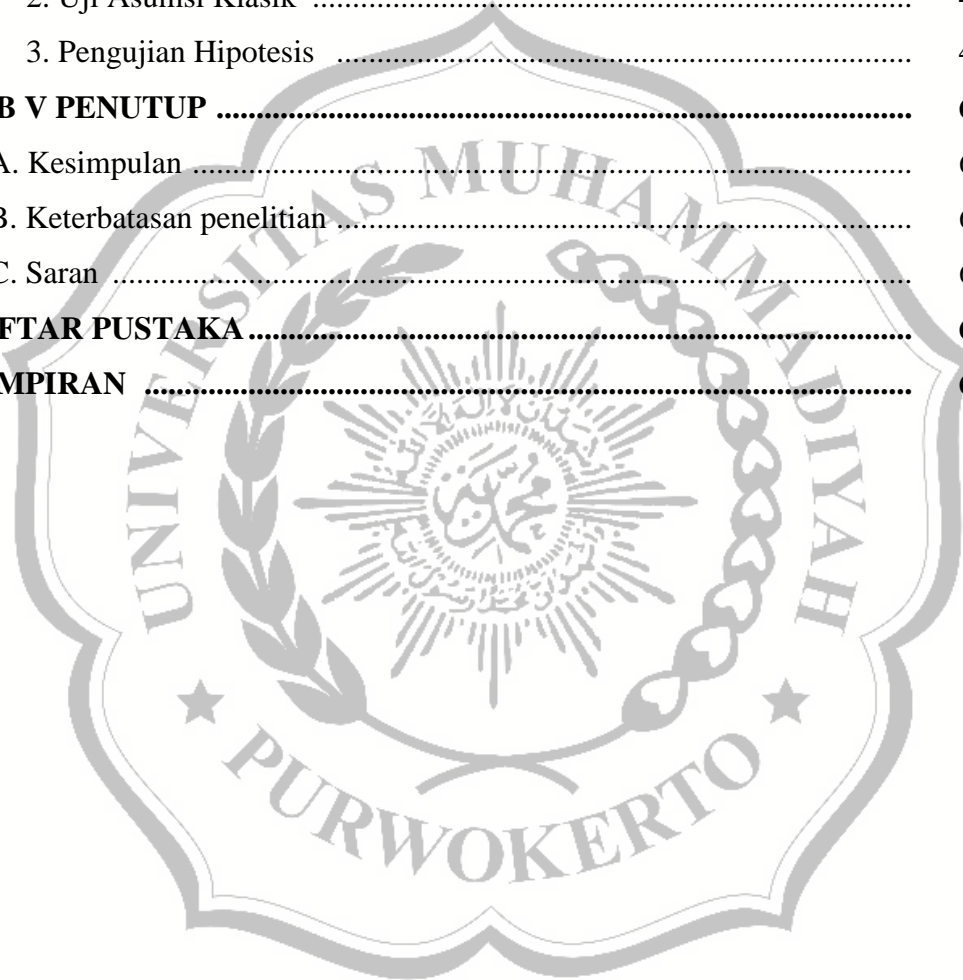 2. Uji Asumsi Klasik ........................................................................
3. Pengujian Hipotesis ......................................................................
B V PENUTUP ......................................................................................
A. Kesimpulan ........................................................................................
B. Keterbatasan penelitian ......................................................................
C. Saran ..................................................................................................
FTAR PUSTAKA..................................................................................
MPIRAN ..............................................................................................
UNIVERSITAS MUHAMMADIYAH
PURWOKERTO